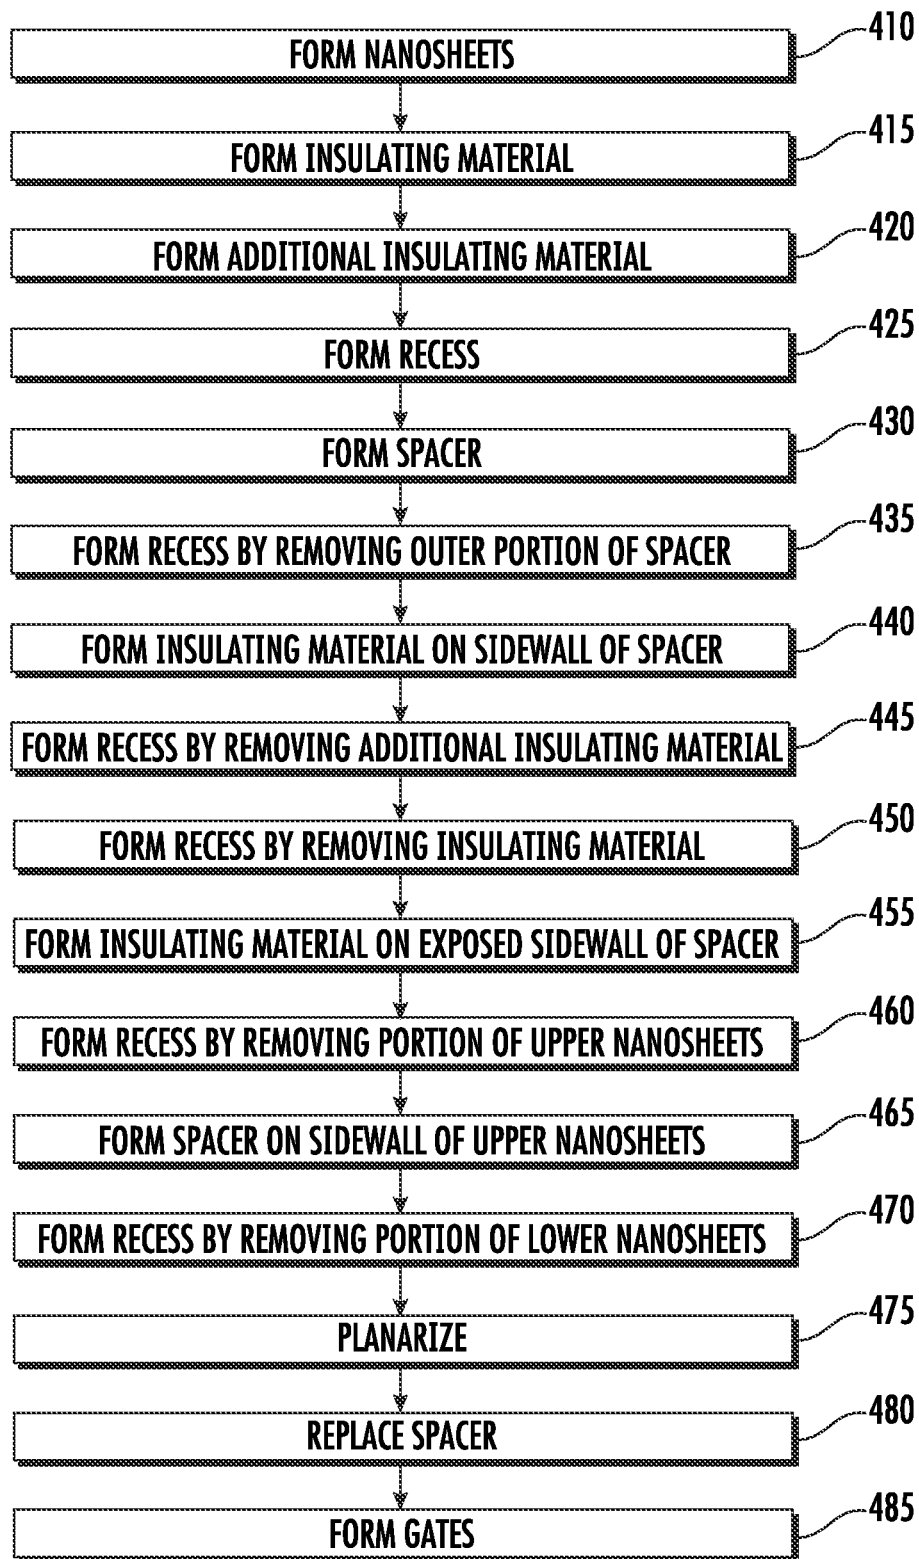 410
FORM NANOSHEETS
415
FORM INSULATING MATERIAL
420
FORM ADDITIONAL INSULATING MATERIAL
425
FORM RECESS
430
FORM SPACER
435
FORM RECESS BY REMOVING OUTER PORTION OF SPACER
440
FORM INSULATING MATERIAL ON SIDEWALL OF SPACER
445
FORM RECESS BY REMOVING ADDITIONAL INSULATING MATERIAL
450
FORM RECESS BY REMOVING INSULATING MATERIAL
455
FORM INSULATING MATERIAL ON EXPOSED SIDEWALL OF SPACER
460
FORM RECESS BY REMOVING PORTION OF UPPER NANOSHEETS
465
FORM SPACER ON SIDEWALL OF UPPER NANOSHEETS
470
FORM RECESS BY REMOVING PORTION OF LOWER NANOSHEETS
475
PLANARIZE
480
REPLACE SPACER
485
FORM GATES